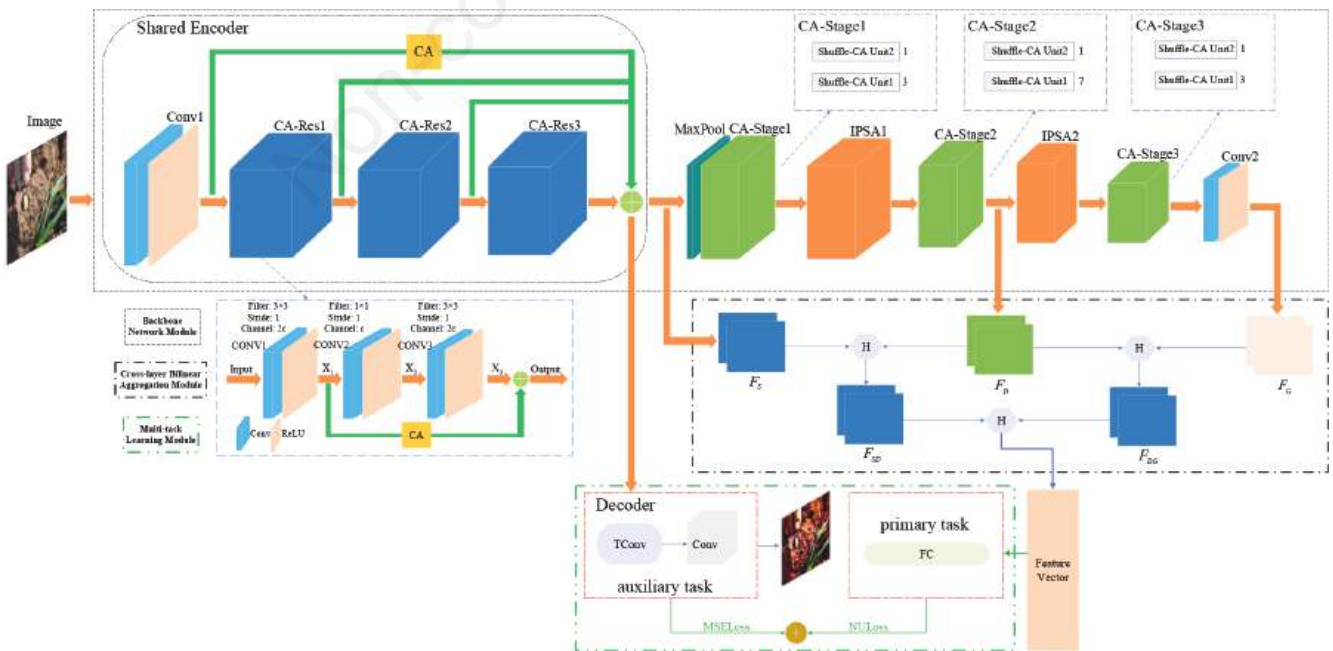 Shared Encoder
CA
Image
Conv1
CA-Res1
CA-Res2
CA-Res3
MaxPool
CA-Stage1
IPSA1
CA-Stage2
IPSA2
CA-Stage3
Conv2
CA-Stage1
Shuffle-CA Unit2 1
Shuffle-CA Unit1 3
CA-Stage2
Shuffle-CA Unit2 1
Shuffle-CA Unit1 7
CA-Stage3
Shuffle-CA Unit2 1
Shuffle-CA Unit1 3
Backbone
Network Module
Cross-layer Bilinear
Aggregation Module
Multi-task
Learning Module
Filter: 3×3
Stride: 1
Channel: 2c
CONV1
Filter: 1×1
Stride: 1
Channel: c
CONV2
Filter: 3×3
Stride: 1
Channel: 2c
CONV3
Input
X1
X2
X3
Output
Conv
ReLU
CA
FS
H
FD
H
FG
FSD
H
FDG
Decoder
TConv
Conv
auxiliary task
primary task
FC
Feature
Vector
MSELoss
NULoss